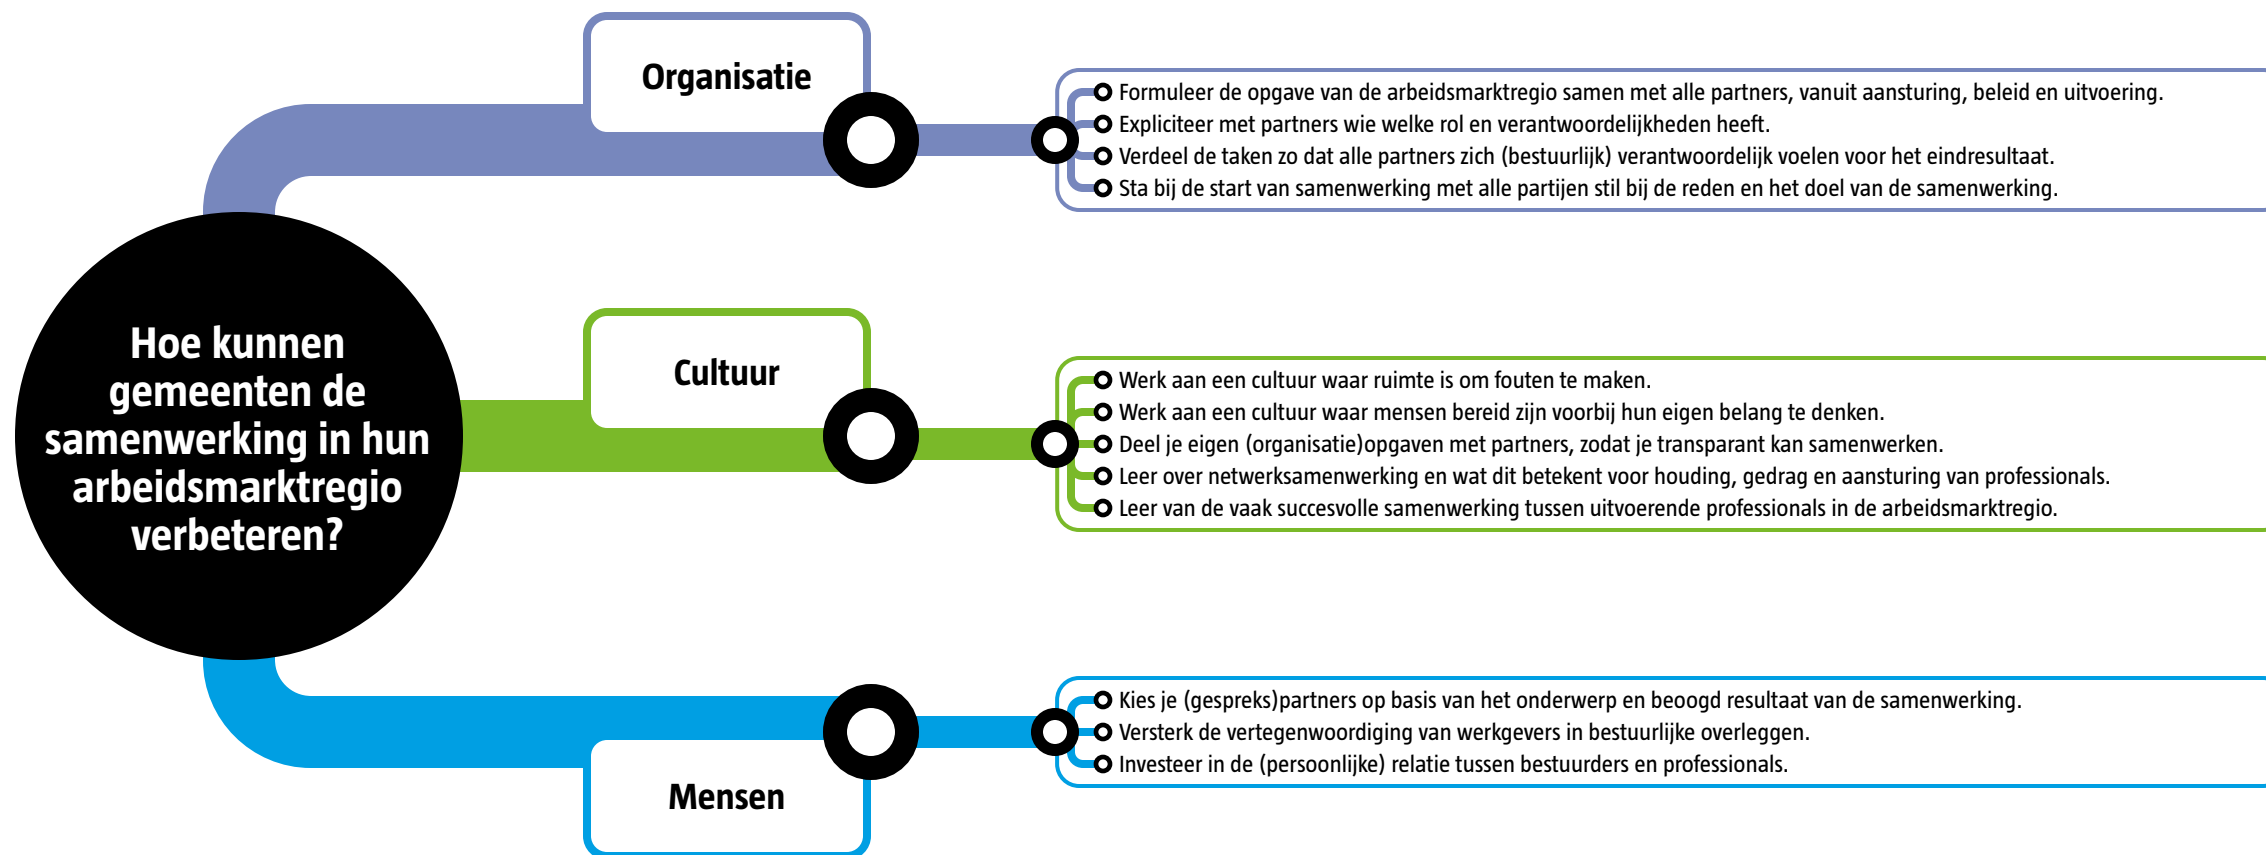 Hoe kunnen
gemeenten de
samenwerking in hun
arbeidsmarktregio
verbeteren?
Organisatie
Formuleer de opgave van de arbeidsmarktregio samen met alle partners, vanuit aansturing, beleid en uitvoering.
Expliciteer met partners wie welke rol en verantwoordelijkheden heeft.
Verdeel de taken zo dat alle partners zich (bestuurlijk) verantwoordelijk voelen voor het eindresultaat.
Sta bij de start van samenwerking met alle partijen stil bij de reden en het doel van de samenwerking.
Cultuur
Werk aan een cultuur waar ruimte is om fouten te maken.
Werk aan een cultuur waar mensen bereid zijn voorbij hun eigen belang te denken.
Deel je eigen (organisatie)opgaven met partners, zodat je transparant kan samenwerken.
Leer over netwerksamenwerking en wat dit betekent voor houding, gedrag en aansturing van professionals.
Leer van de vaak succesvolle samenwerking tussen uitvoerende professionals in de arbeidsmarktregio.
Mensen
Kies je (gespreks)partners op basis van het onderwerp en beoogd resultaat van de samenwerking.
Versterk de vertegenwoordiging van werkgevers in bestuurlijke overleggen.
Investeer in de (persoonlijke) relatie tussen bestuurders en professionals.